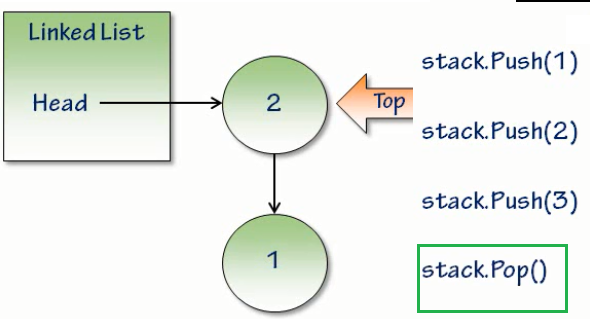 Linked List
Head
2
Top
1
stack.Push(1)
stack.Push(2)
stack.Push(3)
stack.Pop()